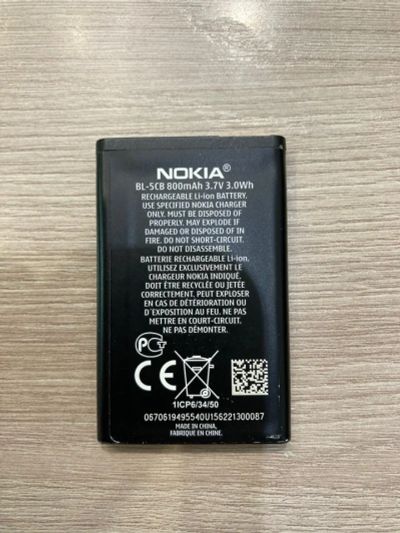 NOKIA®
BL-5CB 800mAh 3.7V 3.0Wh
RECHARGEABLE Li-ion BATTERY.
USE SPECIFIED NOKIA CHARGER
ONLY. MUST BE DISPOSED OF
PROPERLY. MAY EXPLODE IF
DAMAGED OR DISPOSED OF IN
FIRE. DO NOT SHORT-CIRCUIT.
DO NOT DISASSEMBLE.
BATTERIE RECHARGEABLE Li-ion.
UTILISEZ EXCLUSIVEMENT LE
CHARGEUR NOKIA INDIQUÉ.
DOIT ÊTRE RECYCLÉE OU JETÉE
CORRECTEMENT. PEUT EXPLOSER
EN CAS DE DÉTÉRIORATION OU
D'EXPOSITION AU FEU. NE PAS
METTRE EN COURT-CIRCUIT.
NE PAS DÉMONTER.
CE
1ICP6/34/50
0670619495540U156221300087
MADE IN CHINA.
FABRIQUE EN CHINE.